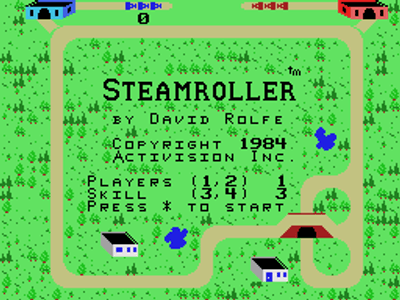 0
tm
STEAMROLLER
BY DAVID ROLFE
COPYRIGHT 1984
ACTIVISION INC
PLAYERS (1,2) 1
SKILL (3,4) 3
PRESS * TO START